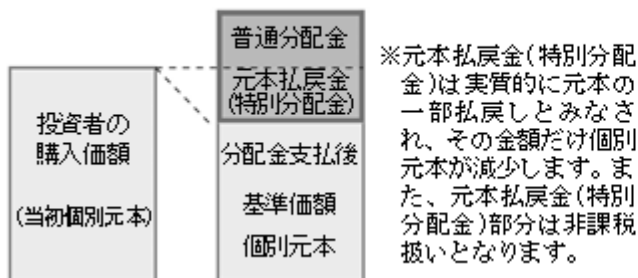 投資者の
購入価額
(当初個別元本)
普通分配金
元本払戻金
(特別分配金)
分配金支払後
基準価額
個別元本
※元本払戻金(特別分配
金)は実質的に元本の
一部払戻しとみなさ
れ、その金額だけ個別
元本が減少します。ま
た、元本払戻金(特別
分配金)部分は非課税
扱いとなります。